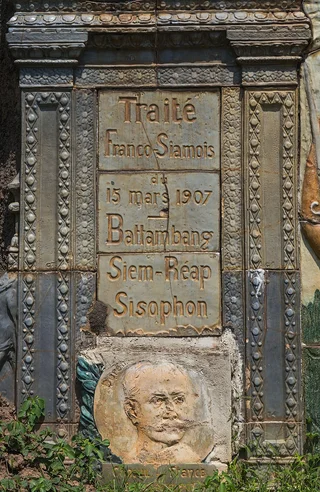 Traité
Franco-Siamois
du
15 mars 1907
Battambang
Siem-Réap
Sisophon